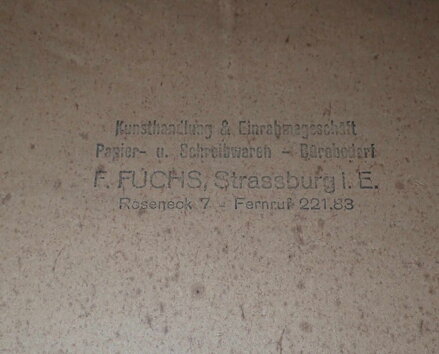 Kunsthandlung & Einrahmegeschäft
Papier- u. Schreibwaren - Bürobedarf
F. FUCHS, Strassburg i. E.
Roseneck 7 - Fernruf 221.83